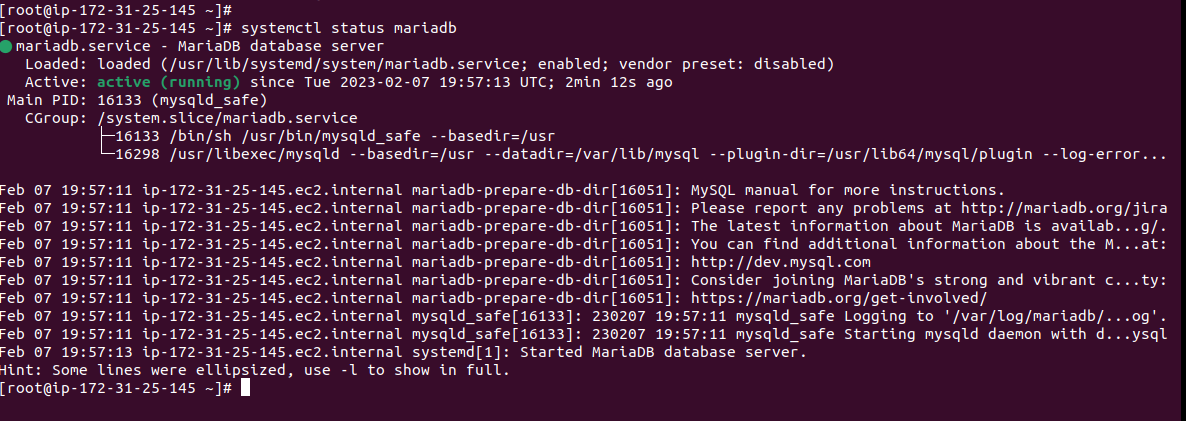 [root@ip-172-31-25-145 ~]#
[root@ip-172-31-25-145 ~]# systemctl status mariadb
● mariadb.service - MariaDB database server
   Loaded: loaded (/usr/lib/systemd/system/mariadb.service; enabled; vendor preset: disabled)
   Active: active (running) since Tue 2023-02-07 19:57:13 UTC; 2min 12s ago
 Main PID: 16133 (mysqld_safe)
   CGroup: /system.slice/mariadb.service
           ├─16133 /bin/sh /usr/bin/mysqld_safe --basedir=/usr
           └─16298 /usr/libexec/mysqld --basedir=/usr --datadir=/var/lib/mysql --plugin-dir=/usr/lib64/mysql/plugin --log-error...

Feb 07 19:57:11 ip-172-31-25-145.ec2.internal mariadb-prepare-db-dir[16051]: MySQL manual for more instructions.
Feb 07 19:57:11 ip-172-31-25-145.ec2.internal mariadb-prepare-db-dir[16051]: Please report any problems at http://mariadb.org/jira
Feb 07 19:57:11 ip-172-31-25-145.ec2.internal mariadb-prepare-db-dir[16051]: The latest information about MariaDB is availab...g/.
Feb 07 19:57:11 ip-172-31-25-145.ec2.internal mariadb-prepare-db-dir[16051]: You can find additional information about the M...at:
Feb 07 19:57:11 ip-172-31-25-145.ec2.internal mariadb-prepare-db-dir[16051]: http://dev.mysql.com
Feb 07 19:57:11 ip-172-31-25-145.ec2.internal mariadb-prepare-db-dir[16051]: Consider joining MariaDB's strong and vibrant c...ty:
Feb 07 19:57:11 ip-172-31-25-145.ec2.internal mariadb-prepare-db-dir[16051]: https://mariadb.org/get-involved/
Feb 07 19:57:11 ip-172-31-25-145.ec2.internal mysqld_safe[16133]: 230207 19:57:11 mysqld_safe Logging to '/var/log/mariadb/...og'.
Feb 07 19:57:11 ip-172-31-25-145.ec2.internal mysqld_safe[16133]: 230207 19:57:11 mysqld_safe Starting mysqld daemon with d...ysql
Feb 07 19:57:13 ip-172-31-25-145.ec2.internal systemd[1]: Started MariaDB database server.
Hint: Some lines were ellipsized, use -l to show in full.
[root@ip-172-31-25-145 ~]#